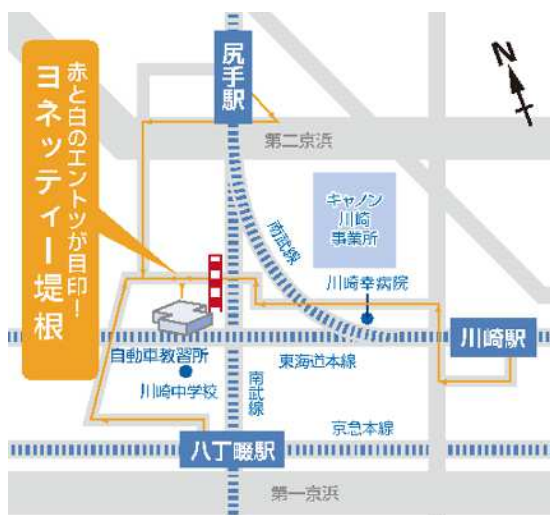 赤と白のエントツが目印!
ヨネッティー堤根
尻手駅
N
第二京浜
キヤノン
川崎
事業所
南武線
川崎幸病院
川崎駅
自動車教習所
東海道本線
川崎中学校
南武線
京急本線
八丁畷駅
第一京浜